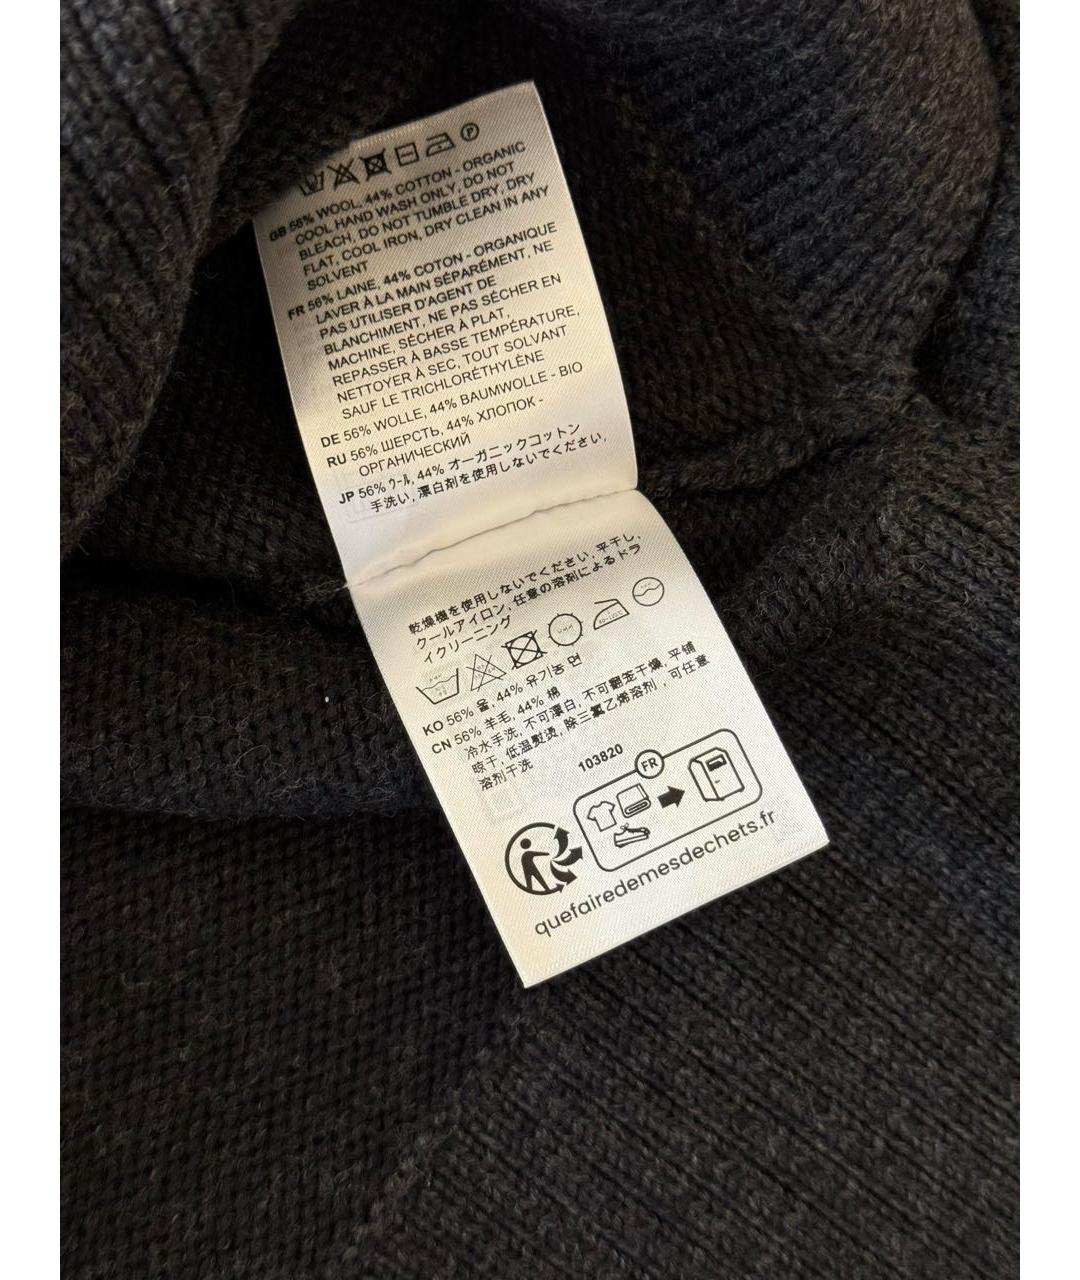 GB 56% WOOL, 44% COTTON - ORGANIC
COOL HAND WASH ONLY, DO NOT
BLEACH, DO NOT TUMBLE DRY, DRY
FLAT, COOL IRON, DRY CLEAN IN ANY
SOLVENT
FR 56% LAINE, 44% COTON - ORGANIQUE
LAVER À LA MAIN SÉPARÉMENT, NE
PAS UTILISER D'AGENT DE
BLANCHIMENT, NE PAS SÉCHER EN
MACHINE, SÉCHER À PLAT,
REPASSER À BASSE TEMPÉRATURE,
NETTOYER À SEC, TOUT SOLVANT
SAUF LE TRICHLORÉTHYLÈNE
DE 56% WOLLE, 44% BAUMWOLLE - BIO
RU 56% ШЕРСТЬ, 44% ХЛОПОК -
ОРГАНИЧЕСКИЙ
JP 56% ウール, 44% オーガニックコットン
手洗い, 漂白剤を使用しないでください,
乾燥機を使用しないでください, 平干し,
クールアイロン, 任意の溶剤によるドラ
イクリーニング
KO 56% 울, 44% 유기농 면
CN 56% 羊毛, 44% 棉
冷水手洗, 不可漂白, 不可翻笼干燥, 平铺
晾干, 低温熨烫, 除三氯乙烯溶剂, 可任意
溶剂干洗
103820
FR
quefairedemesdechets.fr